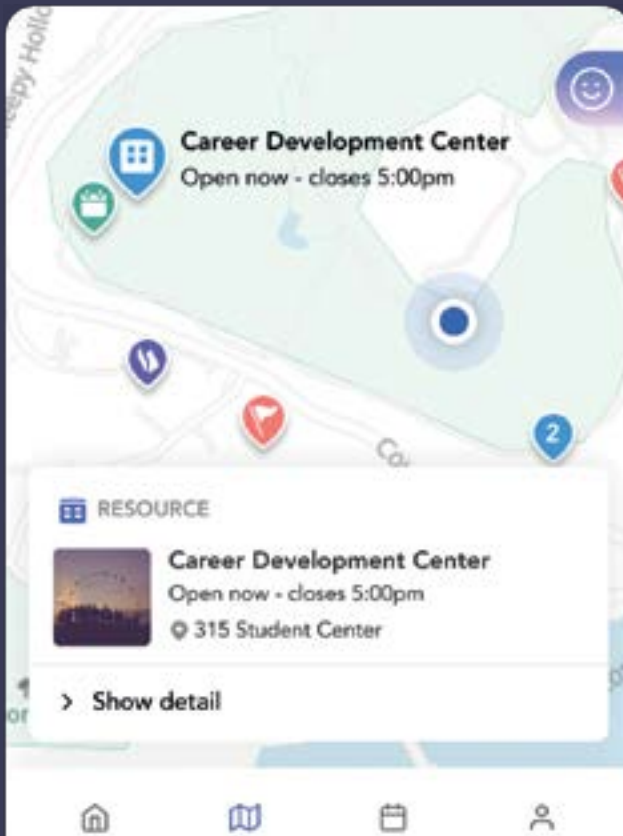 Career Development Center
Open now - closes 5:00pm
2
RESOURCE
Career Development Center
Open now - closes 5:00pm
315 Student Center
Show detail